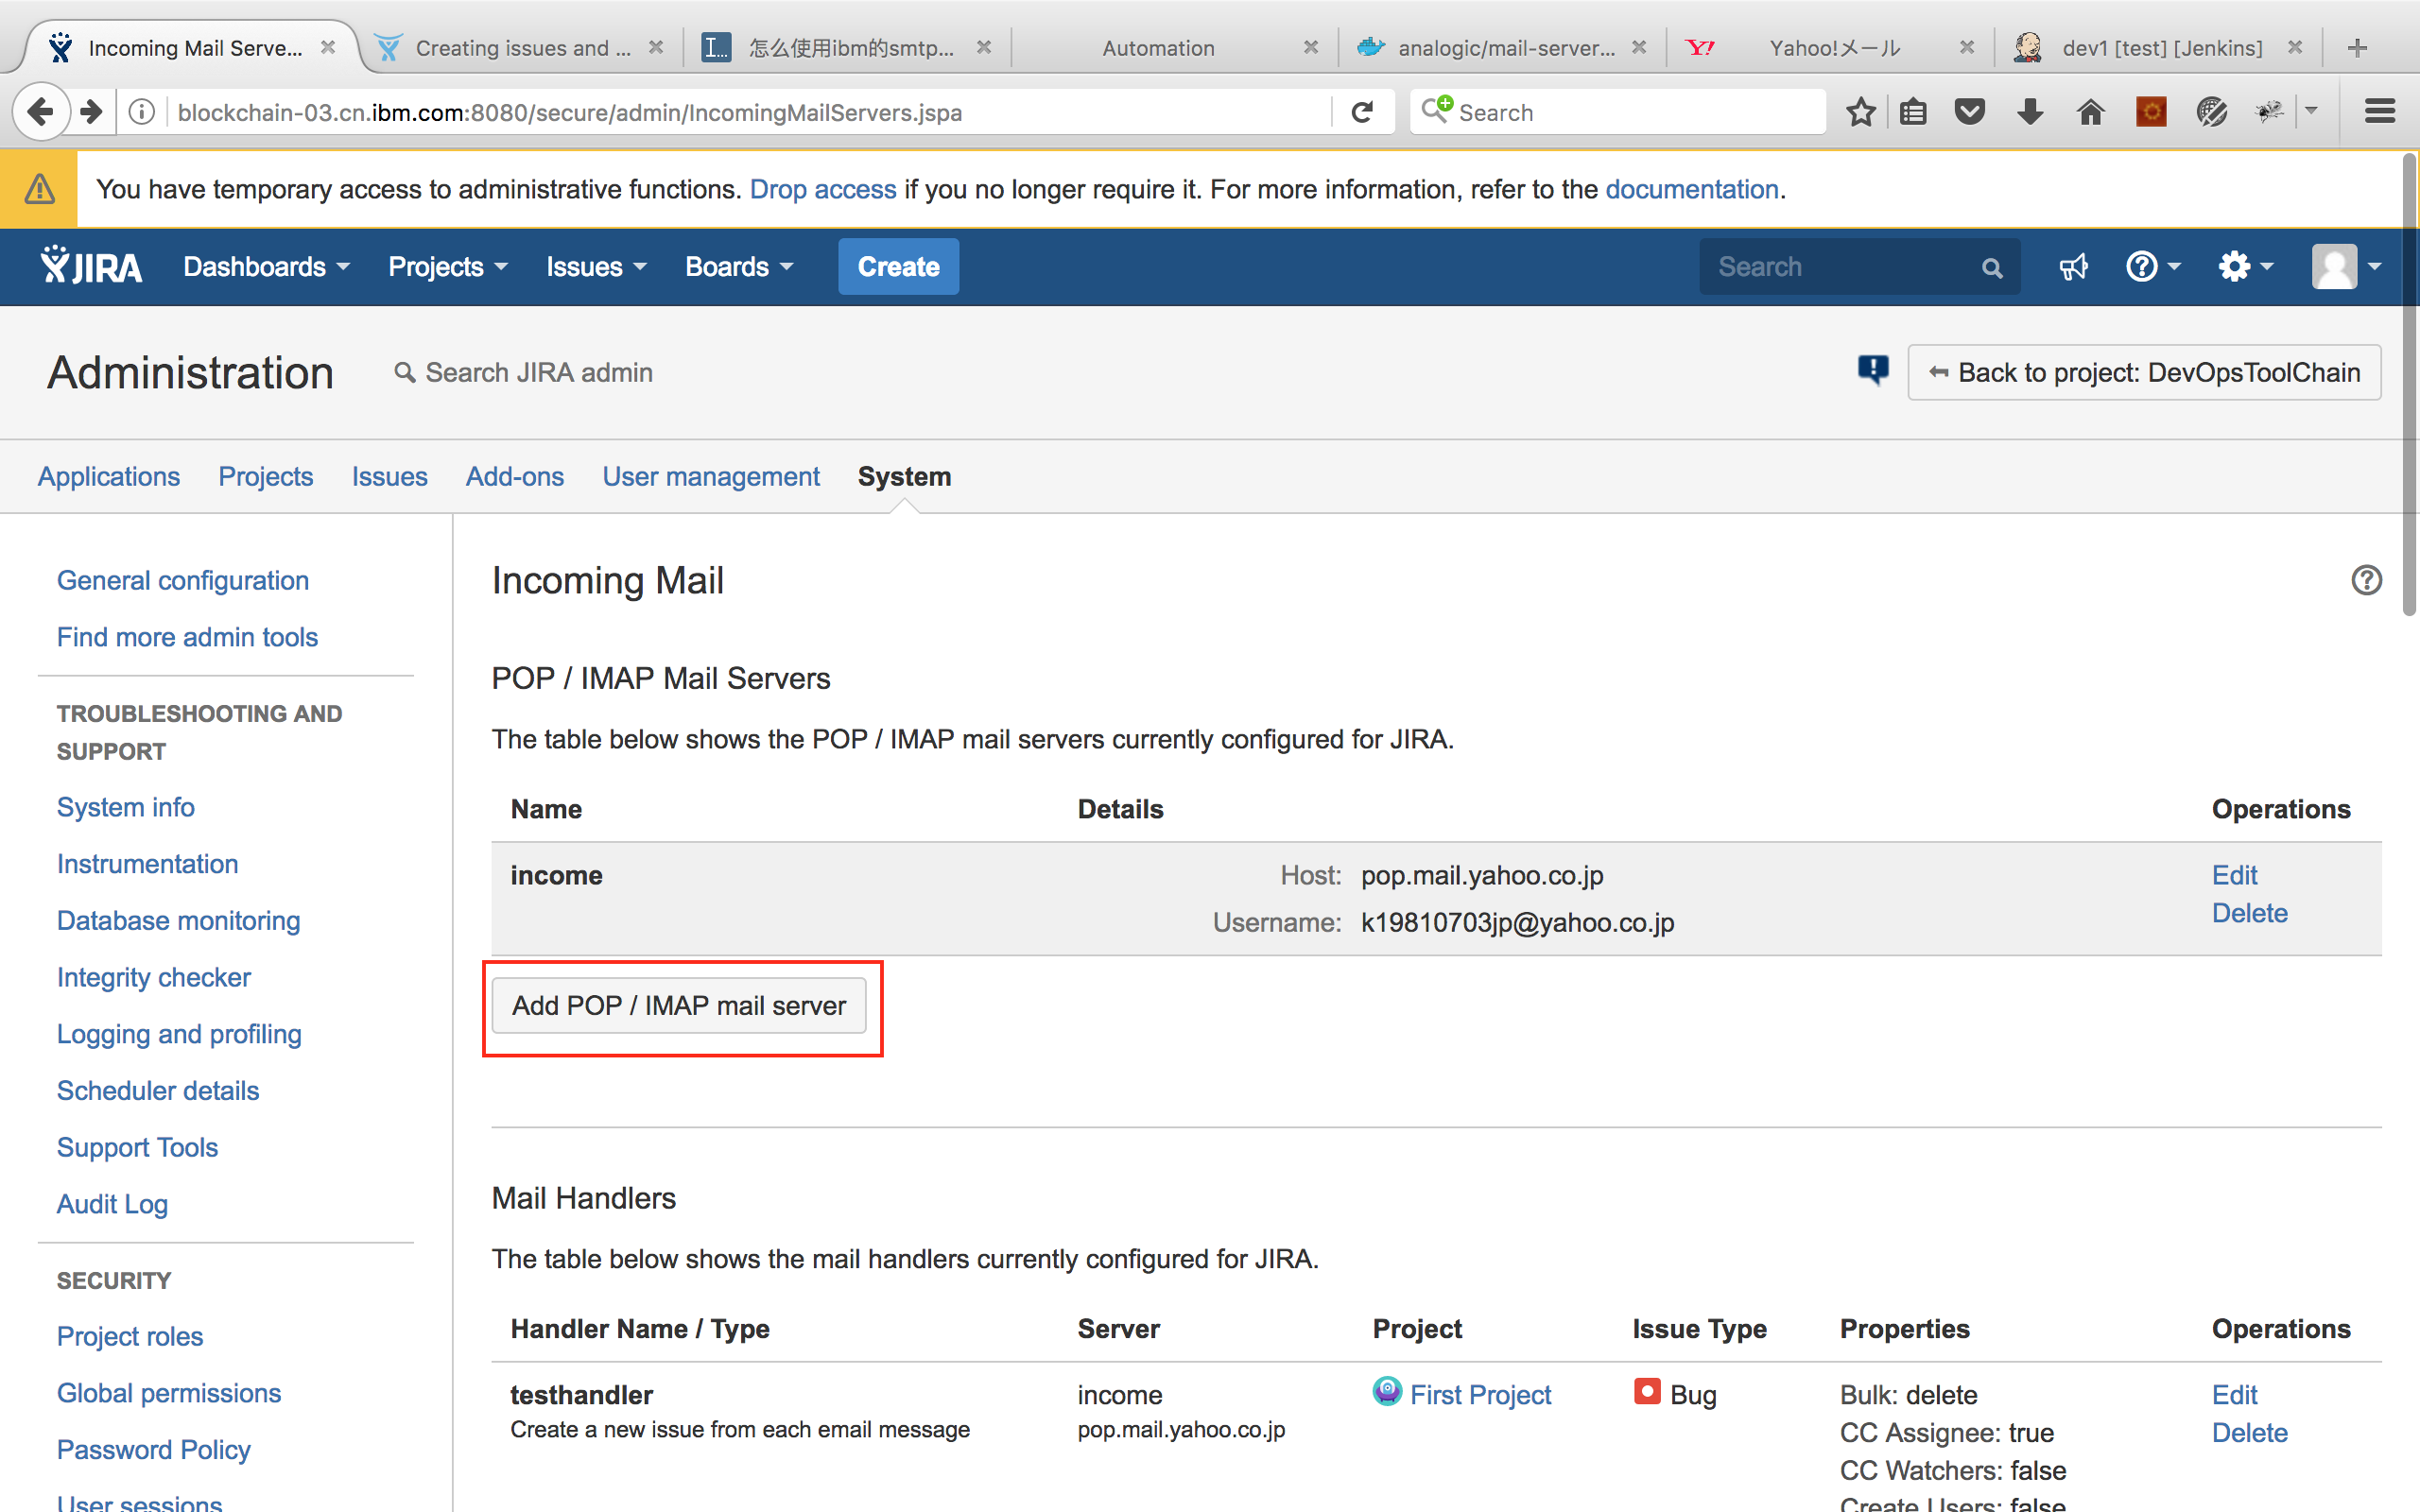 Incoming Mail Serve...
Creating issues and ...
I...
怎么使用ibm的smtp...
Automation
analogic/mail-server...
Y!
Yahoo!メール
dev1 [test] [Jenkins]
blockchain-03.cn.ibm.com:8080/secure/admin/IncomingMailServers.jspa
Search
You have temporary access to administrative functions. Drop access if you no longer require it. For more information, refer to the documentation.
JIRA
Dashboards
Projects
Issues
Boards
Create
Search
Administration
Search JIRA admin
Back to project: DevOpsToolChain
Applications
Projects
Issues
Add-ons
User management
System
General configuration
Find more admin tools
TROUBLESHOOTING AND
SUPPORT
System info
Instrumentation
Database monitoring
Integrity checker
Logging and profiling
Scheduler details
Support Tools
Audit Log
SECURITY
Project roles
Global permissions
Password Policy
User sessions
Incoming Mail
POP / IMAP Mail Servers
The table below shows the POP / IMAP mail servers currently configured for JIRA.
Name Details Operations
income Host: pop.mail.yahoo.co.jp Edit
Username: k19810703jp@yahoo.co.jp Delete
Add POP / IMAP mail server
Mail Handlers
The table below shows the mail handlers currently configured for JIRA.
Handler Name / Type Server Project Issue Type Properties Operations
testhandler income First Project Bug Bulk: delete Edit
Create a new issue from each email message pop.mail.yahoo.co.jp CC Assignee: true Delete
CC Watchers: false
Create Users: false